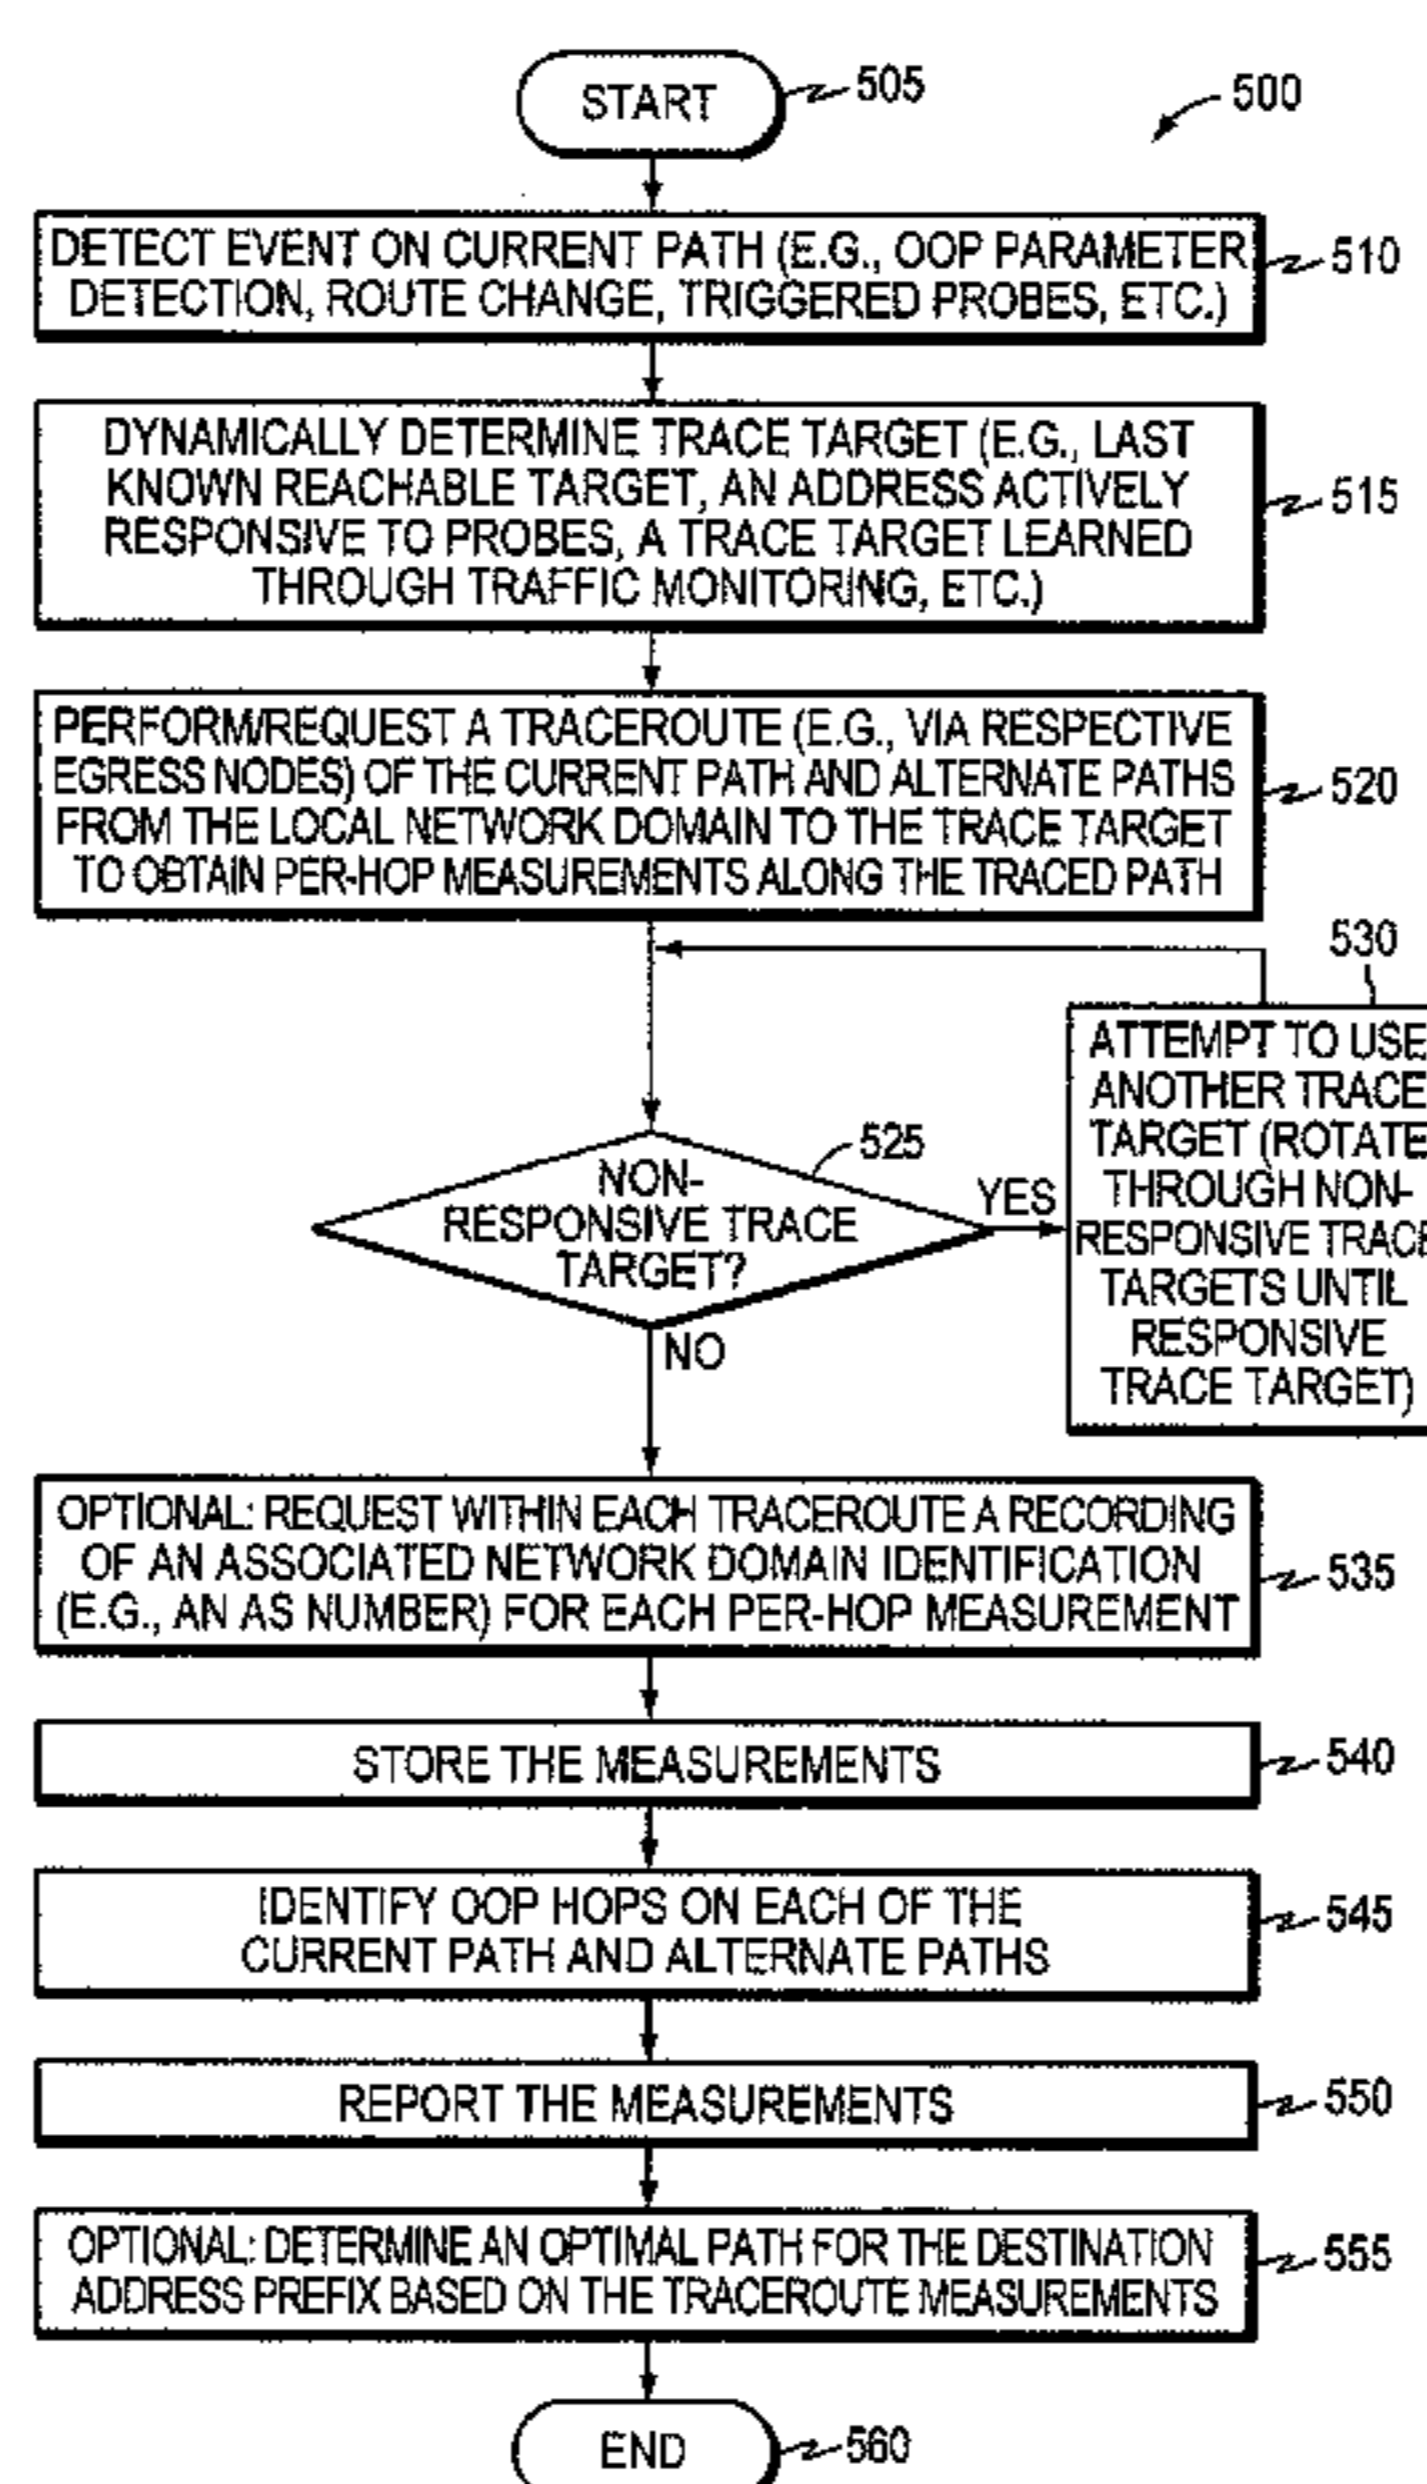 START
505
500
DETECT EVENT ON CURRENT PATH (E.G., OOP PARAMETER
DETECTION, ROUTE CHANGE, TRIGGERED PROBES, ETC.)
510
DYNAMICALLY DETERMINE TRACE TARGET (E.G., LAST
KNOWN REACHABLE TARGET, AN ADDRESS ACTIVELY
RESPONSIVE TO PROBES, A TRACE TARGET LEARNED
THROUGH TRAFFIC MONITORING, ETC.)
515
PERFORM/REQUEST A TRACEROUTE (E.G., VIA RESPECTIVE
EGRESS NODES) OF THE CURRENT PATH AND ALTERNATE PATHS
FROM THE LOCAL NETWORK DOMAIN TO THE TRACE TARGET
TO OBTAIN PER-HOP MEASUREMENTS ALONG THE TRACED PATH
520
530
ATTEMPT TO USE
ANOTHER TRACE
TARGET (ROTATE
THROUGH NON-
RESPONSIVE TRACE
TARGETS UNTIL
RESPONSIVE
TRACE TARGET)
525
NON-
RESPONSIVE TRACE
TARGET?
YES
NO
OPTIONAL: REQUEST WITHIN EACH TRACEROUTE A RECORDING
OF AN ASSOCIATED NETWORK DOMAIN IDENTIFICATION
(E.G., AN AS NUMBER) FOR EACH PER-HOP MEASUREMENT
535
STORE THE MEASUREMENTS
540
IDENTIFY OOP HOPS ON EACH OF THE
CURRENT PATH AND ALTERNATE PATHS
545
REPORT THE MEASUREMENTS
550
OPTIONAL: DETERMINE AN OPTIMAL PATH FOR THE DESTINATION
ADDRESS PREFIX BASED ON THE TRACEROUTE MEASUREMENTS
555
END
560